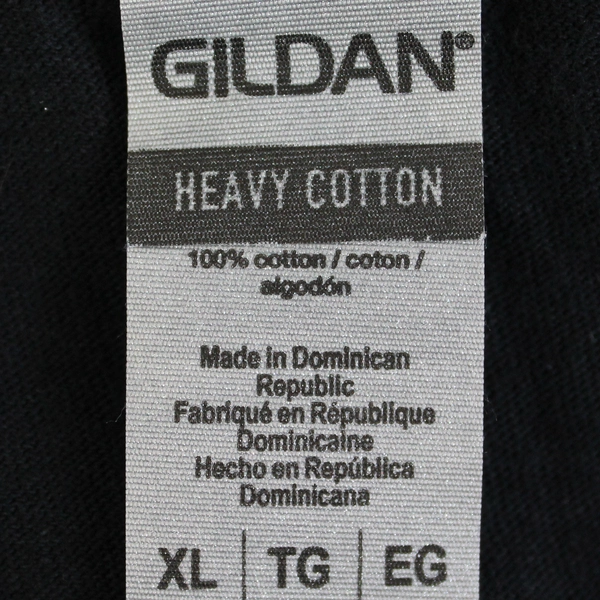 GILDAN®
HEAVY COTTON
100% cotton / coton /
algodón
Made in Dominican
Republic
Fabriqué en République
Dominicaine
Hecho en República
Dominicana
XL | TG | EG